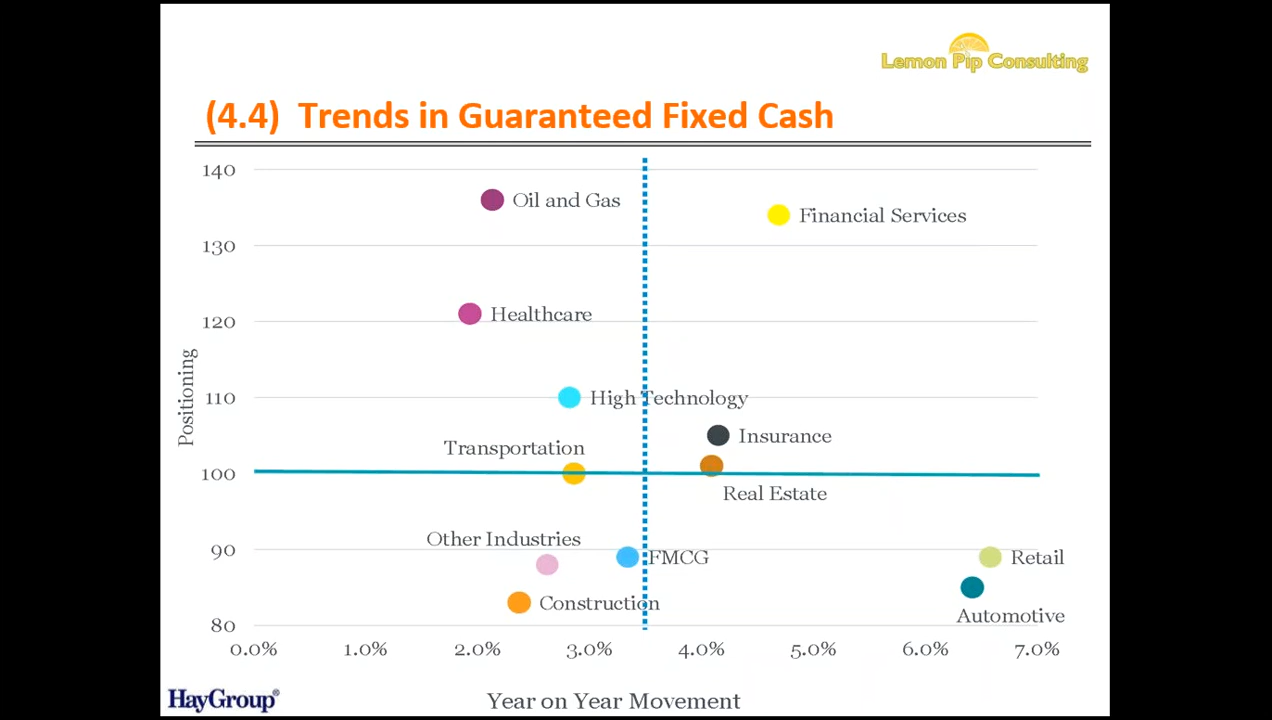 Lemon Pip Consulting
(4.4) Trends in Guaranteed Fixed Cash
140
Oil and Gas
Financial Services
130
Healthcare
120
Positioning
110
High Technology
Insurance
Transportation
100
Real Estate
Other Industries
90
FMCG
Retail
Construction
Automotive
80
0.0% 1.0% 2.0% 3.0% 4.0% 5.0% 6.0% 7.0%
HayGroup®
Year on Year Movement